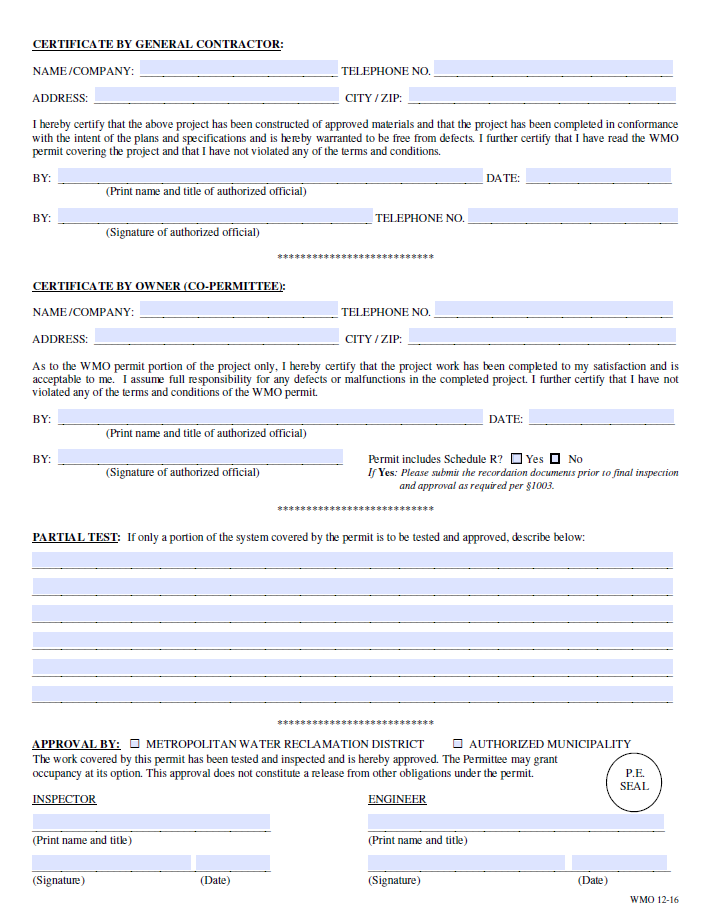 CERTIFICATE BY GENERAL CONTRACTOR:
NAME/COMPANY: TELEPHONE NO.
ADDRESS: CITY / ZIP:
I hereby certify that the above project has been constructed of approved materials and that the project has been completed in conformance
with the intent of the plans and specifications and is hereby warranted to be free from defects. I further certify that I have read the WMO
permit covering the project and that I have not violated any of the terms and conditions.
BY: DATE:
(Print name and title of authorized official)
BY: TELEPHONE NO.
(Signature of authorized official)
***************************
CERTIFICATE BY OWNER (CO-PERMITTEE):
NAME/COMPANY: TELEPHONE NO.
ADDRESS: CITY / ZIP:
As to the WMO permit portion of the project only, I hereby certify that the project work has been completed to my satisfaction and is
acceptable to me. I assume full responsibility for any defects or malfunctions in the completed project. I further certify that I have not
violated any of the terms and conditions of the WMO permit.
BY: DATE:
(Print name and title of authorized official)
BY: Permit includes Schedule R? Yes No
(Signature of authorized official) If Yes: Please submit the recordation documents prior to final inspection
and approval as required per §1003.
***************************
PARTIAL TEST: If only a portion of the system covered by the permit is to be tested and approved, describe below:
***************************
APPROVAL BY: METROPOLITAN WATER RECLAMATION DISTRICT AUTHORIZED MUNICIPALITY
The work covered by this permit has been tested and inspected and is hereby approved. The Permittee may grant
occupancy at its option. This approval does not constitute a release from other obligations under the permit.
P.E.
SEAL
INSPECTOR ENGINEER
(Print name and title) (Print name and title)
(Signature) (Date) (Signature) (Date)
WMO 12-16